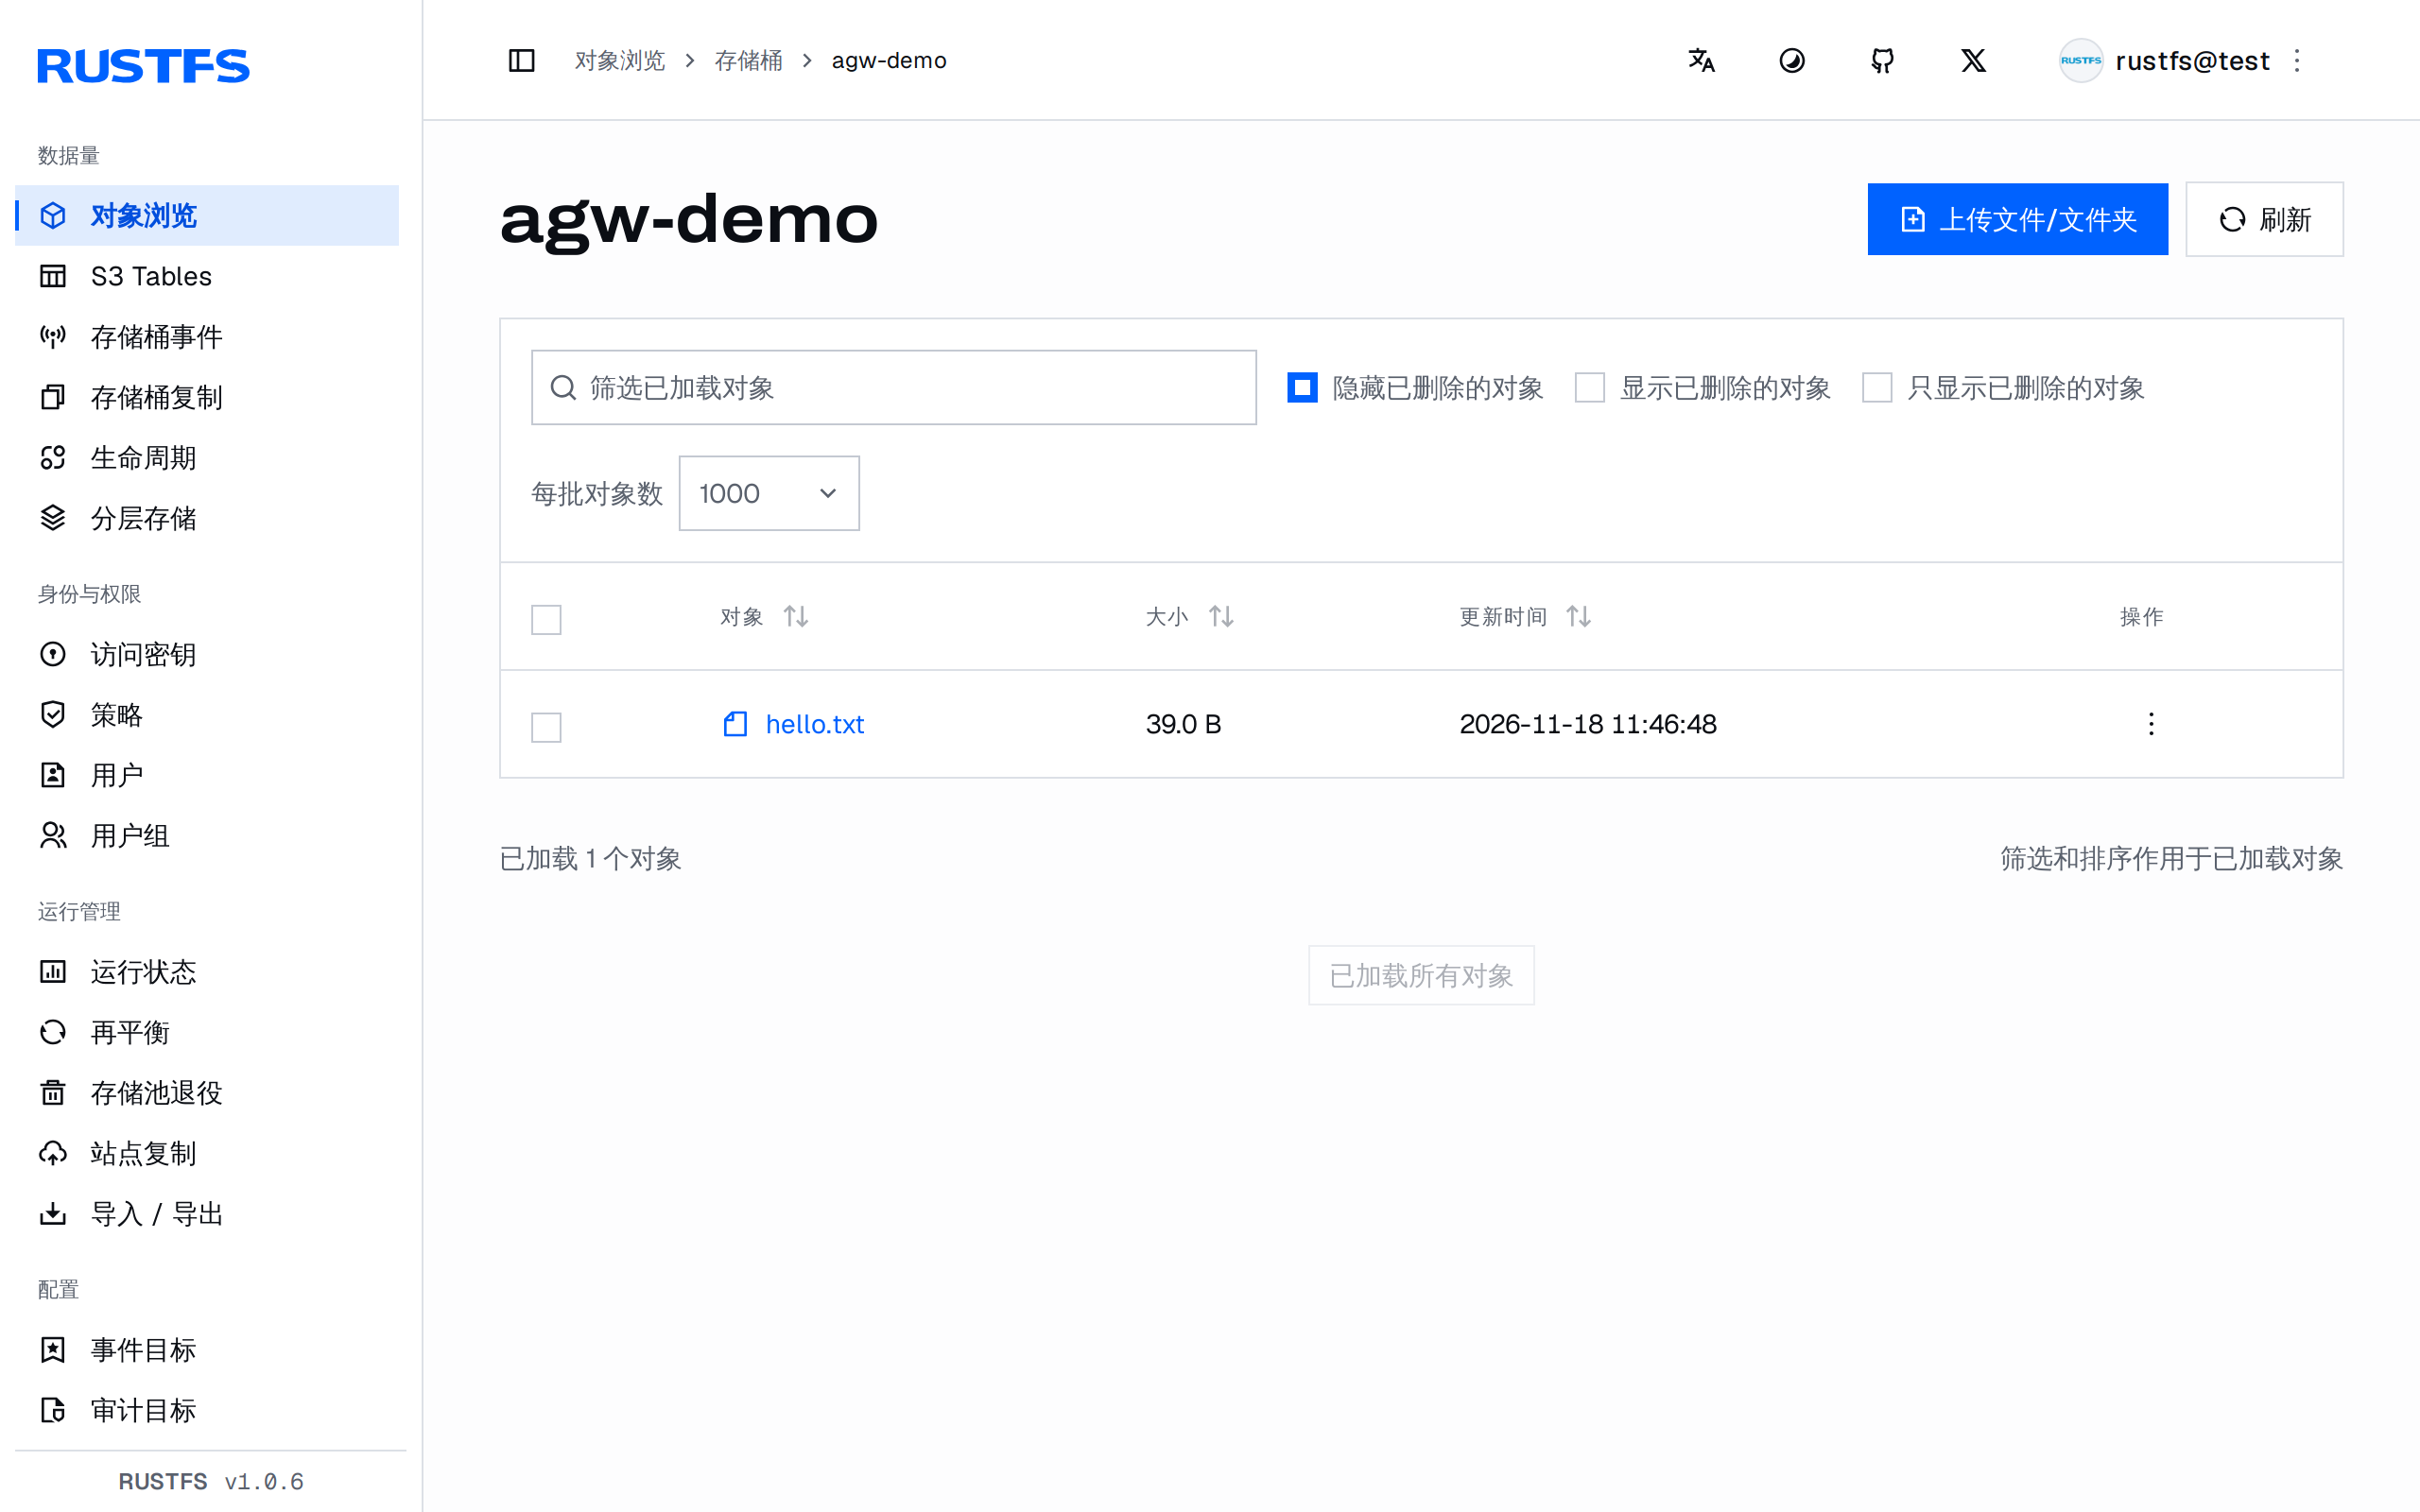 RUSTFS
数据量
对象浏览
S3 Tables
存储桶事件
存储桶复制
生命周期
分层存储
身份与权限
访问密钥
策略
用户
用户组
运行管理
运行状态
再平衡
存储池退役
站点复制
导入 / 导出
配置
事件目标
审计目标
RUSTFS v1.0.6
对象浏览 > 存储桶 > agw-demo
RUSTFS rustfs@test
agw-demo
上传文件/文件夹 刷新
筛选已加载对象 隐藏已删除的对象 显示已删除的对象 只显示已删除的对象
每批对象数 1000
对象 大小 更新时间 操作
hello.txt 39.0 B 2026-11-18 11:46:48
已加载 1 个对象 筛选和排序作用于已加载对象
已加载所有对象